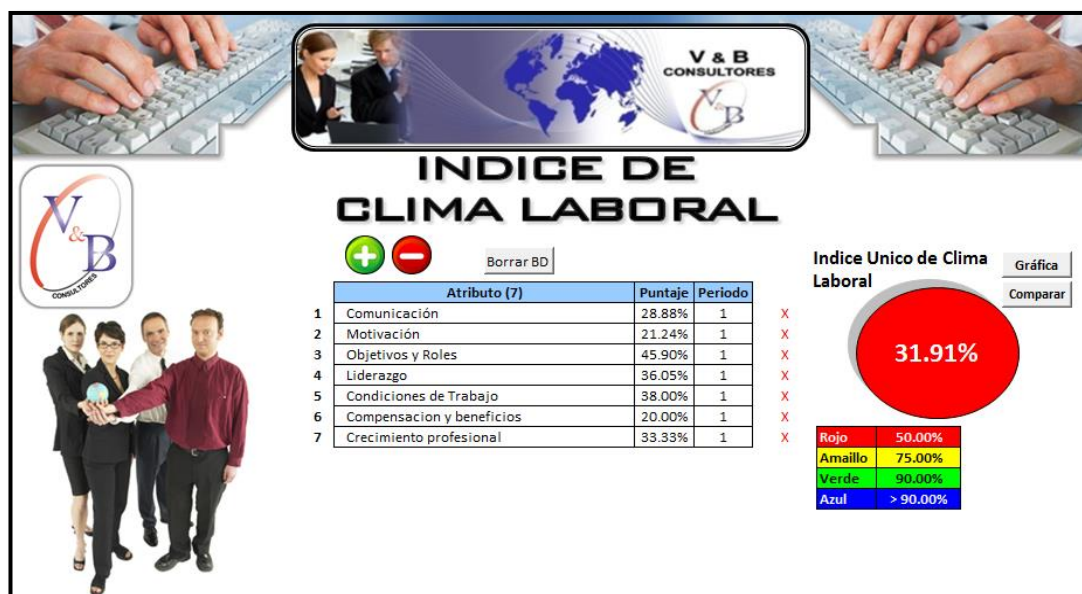 V & B
CONSULTORES
V&B
INDICE DE
CLIMA LABORAL
V&B
CONSULTORES
Borrar BD
Indice Unico de Clima
Laboral
Gráfica
Comparar
Atributo (7) Puntaje Periodo
1 Comunicación 28.88% 1 X
2 Motivación 21.24% 1 X
3 Objetivos y Roles 45.90% 1 X
4 Liderazgo 36.05% 1 X
5 Condiciones de Trabajo 38.00% 1 X
6 Compensacion y beneficios 20.00% 1 X
7 Crecimiento profesional 33.33% 1 X
31.91%
Rojo 50.00%
Amaillo 75.00%
Verde 90.00%
Azul > 90.00%